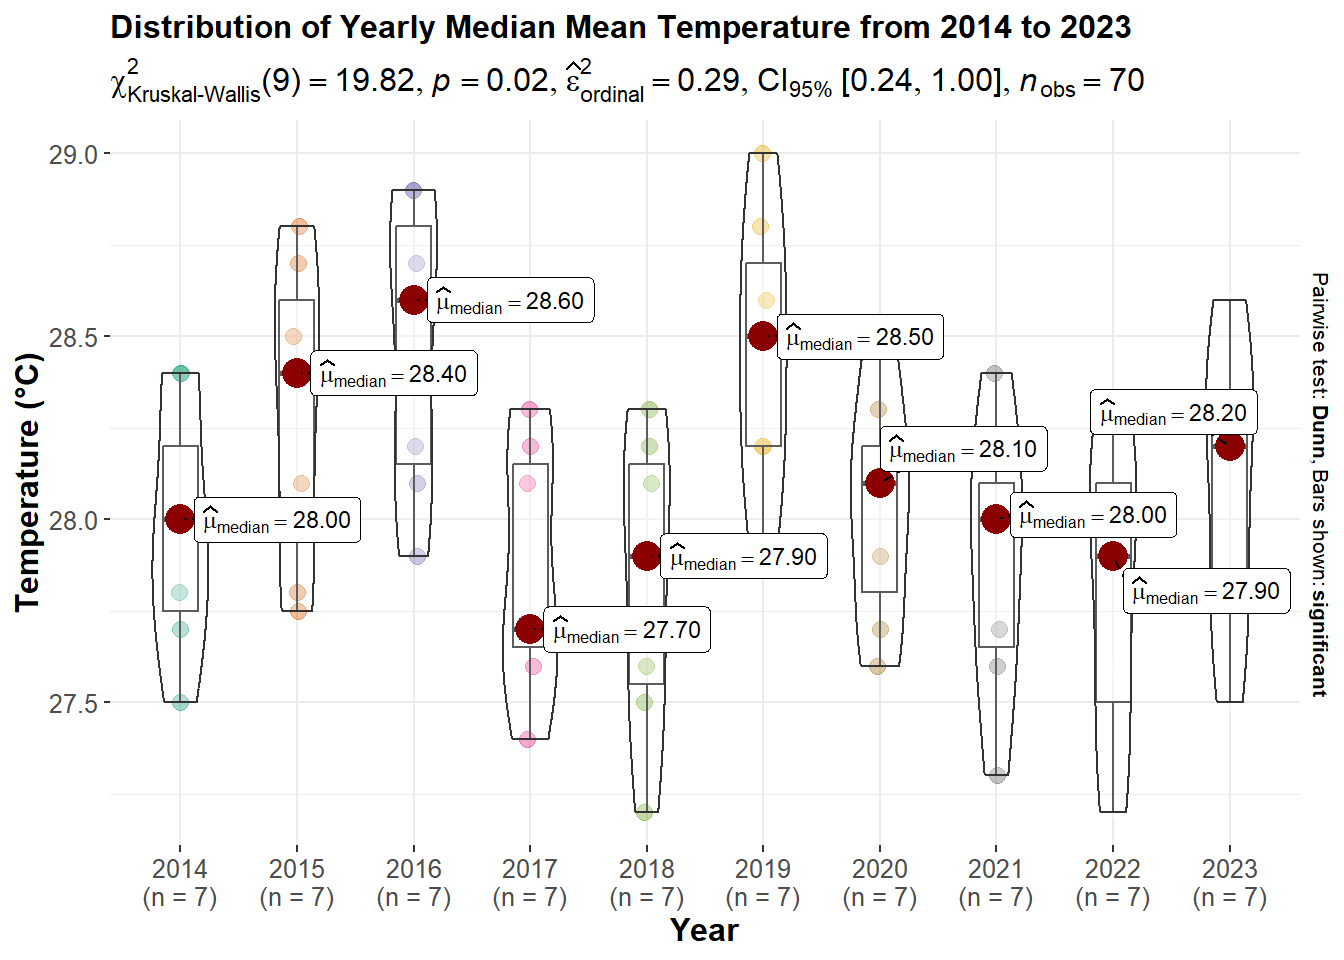 Distribution of Yearly Median Mean Temperature from 2014 to 2023
χ²Kruskal-Wallis(9) = 19.82, p = 0.02, ε̂²ordinal = 0.29, CI95% [0.24, 1.00], nobs = 70
Temperature (°C)
29.0
28.5
28.0
27.5
μ̂median = 28.00
μ̂median = 28.40
μ̂median = 28.60
μ̂median = 27.70
μ̂median = 27.90
μ̂median = 28.50
μ̂median = 28.10
μ̂median = 28.00
μ̂median = 27.90
μ̂median = 28.20
Pairwise test: Dunn, Bars shown: significant
2014 2015 2016 2017 2018 2019 2020 2021 2022 2023
(n = 7) (n = 7) (n = 7) (n = 7) (n = 7) (n = 7) (n = 7) (n = 7) (n = 7) (n = 7)
Year